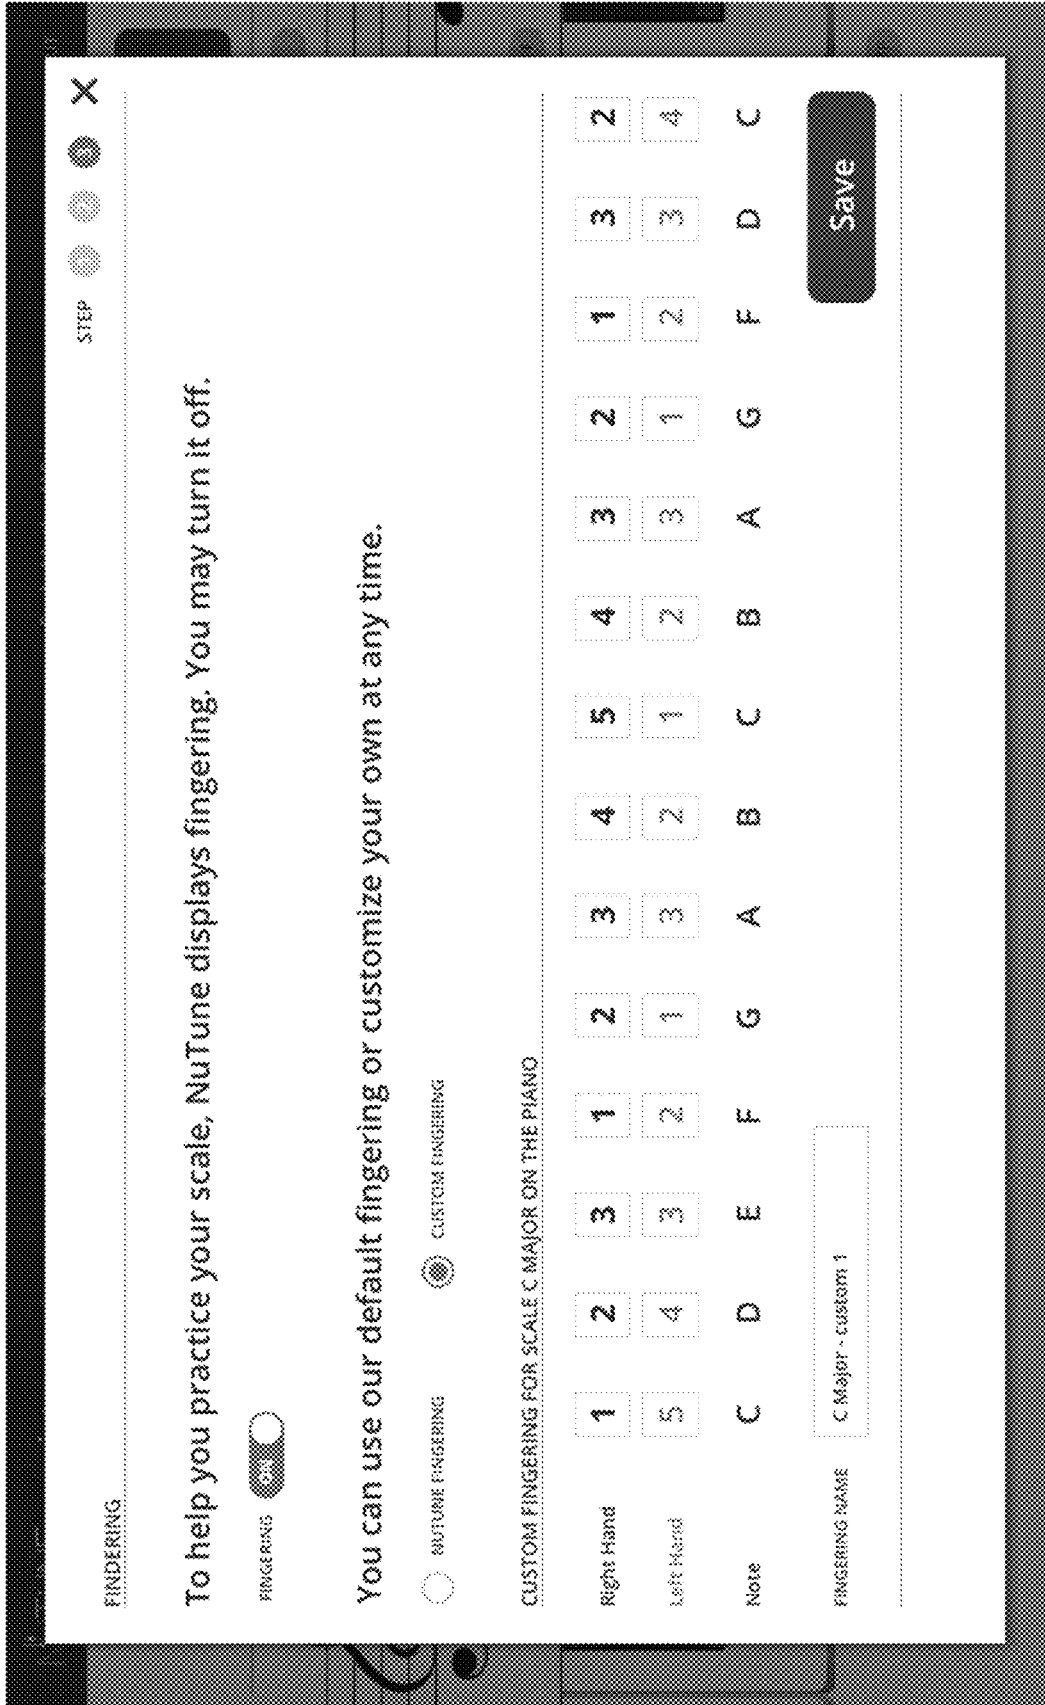 FINDERING
STEP 1 2 3 X
To help you practice your scale, NuTune displays fingering. You may turn it off.
FINGERING ON
You can use our default fingering or customize your own at any time.
NUTUNE FINGERING CUSTOM FINGERING
CUSTOM FINGERING FOR SCALE C MAJOR ON THE PIANO
Right Hand 1 2 3 1 2 3 4 5 4 3 2 1 3 2
Left Hand 5 4 3 2 1 3 2 1 2 3 1 2 3 4
Note C D E F G A B C B A G F D C
FINGERING NAME C Major - custom 1 Save